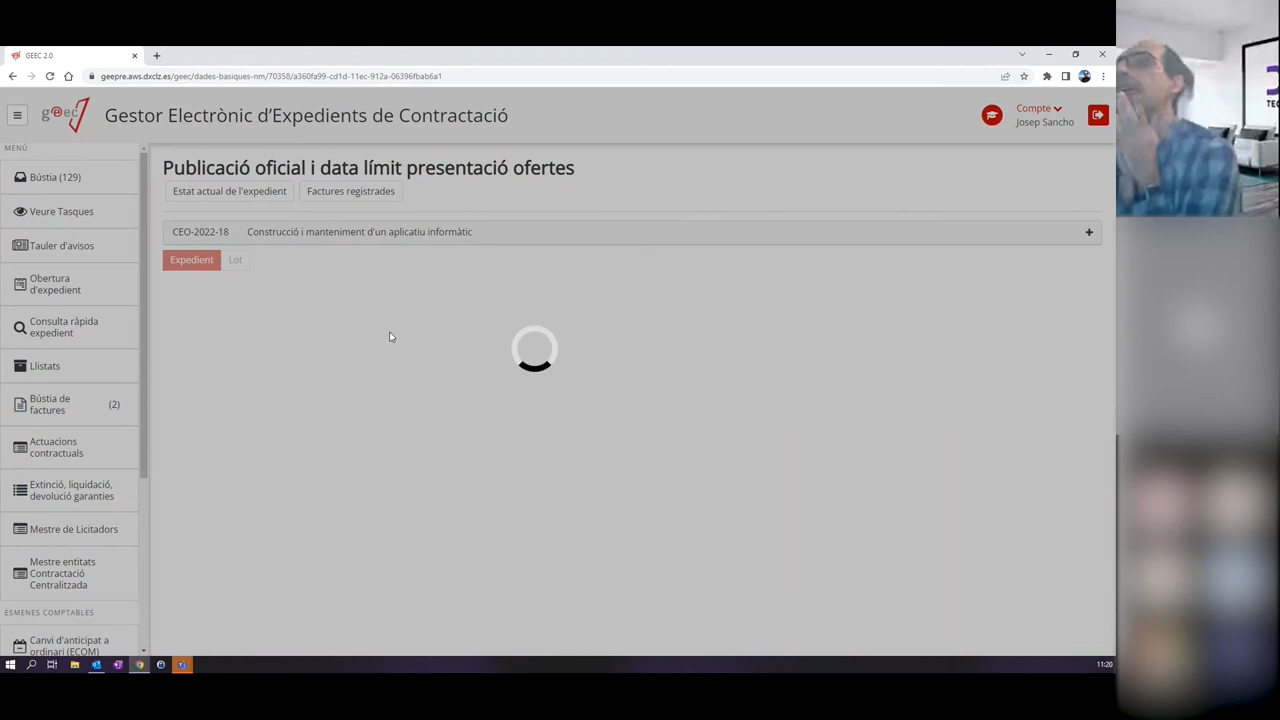 GEEC 2.0
geepre.aws.dxclz.es/geec/dades-basiques-nm/70358/a360fa99-cd1d-11ec-912a-06396fbab6a1
geec
Gestor Electrònic d'Expedients de Contractació
Compte
Josep Sancho
MENÚ
Bústia (129)
Veure Tasques
Tauler d'avisos
Obertura
d'expedient
Consulta ràpida
expedient
Llistats
Bústia de
factures
(2)
Actuacions
contractuals
Extinció, liquidació,
devolució garanties
Mestre de Licitadors
Mestre entitats
Contractació
Centralitzada
ESMENES COMPTABLES
Canvi d'anticipat a
ordinari (ECOM)
Publicació oficial i data límit presentació ofertes
Estat actual de l'expedient
Factures registrades
CEO-2022-18 Construcció i manteniment d'un aplicatiu informàtic
Expedient
Lot
11:20